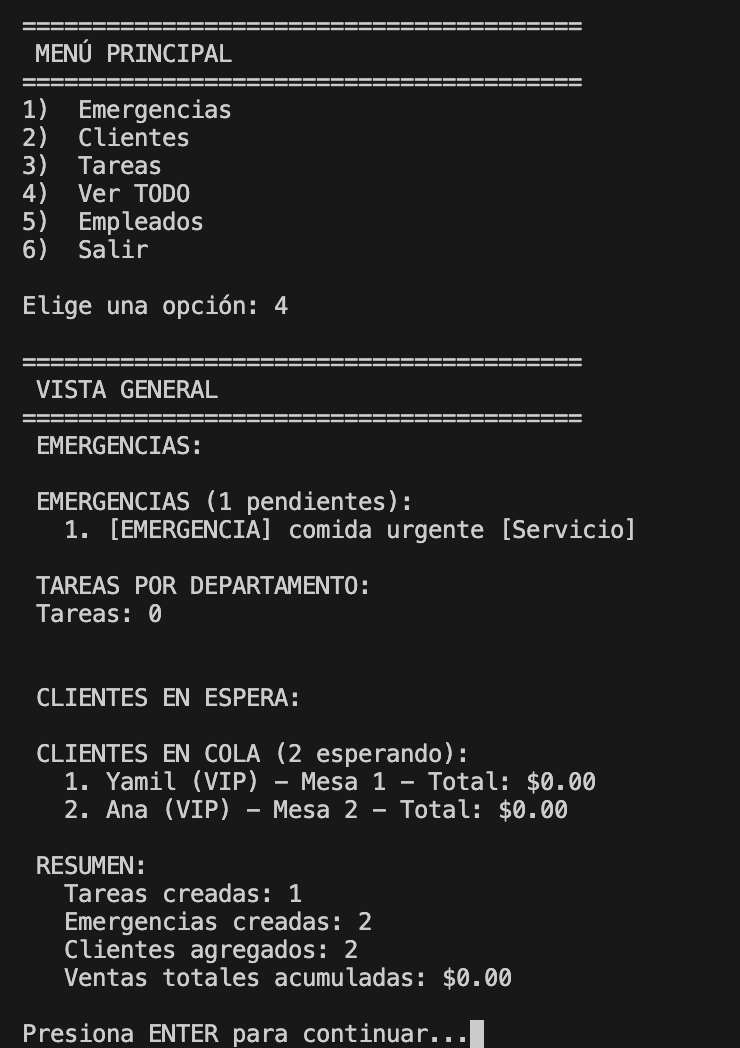 ========================================
MENÚ PRINCIPAL
========================================
1)  Emergencias
2)  Clientes
3)  Tareas
4)  Ver TODO
5)  Empleados
6)  Salir
Elige una opción: 4
========================================
VISTA GENERAL
========================================
EMERGENCIAS:
EMERGENCIAS (1 pendientes):
1. [EMERGENCIA] comida urgente [Servicio]
TAREAS POR DEPARTAMENTO:
Tareas: 0
CLIENTES EN ESPERA:
CLIENTES EN COLA (2 esperando):
1. Yamil (VIP) – Mesa 1 – Total: $0.00
2. Ana (VIP) – Mesa 2 – Total: $0.00
RESUMEN:
Tareas creadas: 1
Emergencias creadas: 2
Clientes agregados: 2
Ventas totales acumuladas: $0.00
Presiona ENTER para continuar...